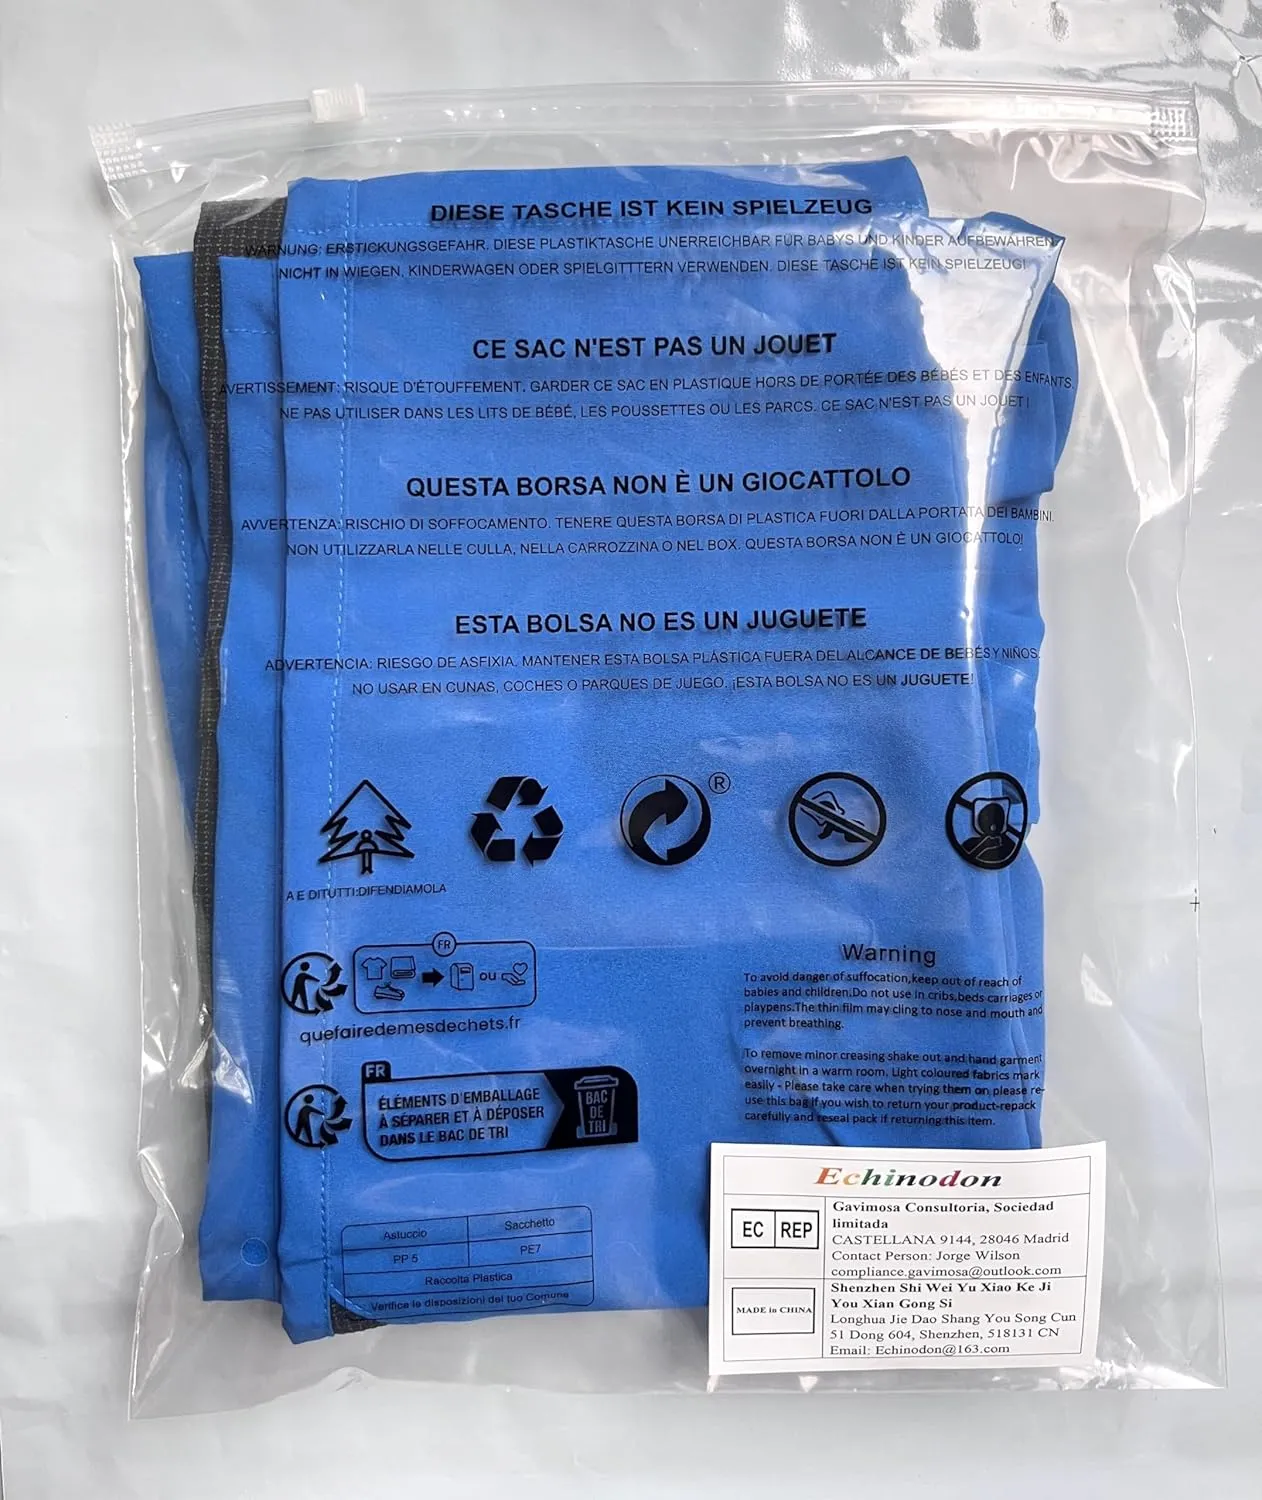 DIESE TASCHE IST KEIN SPIELZEUG
WARNUNG: ERSTICKUNGSGEFAHR. DIESE PLASTIKTASCHE UNERREICHBAR FÜR BABYS UND KINDER AUFBEWAHREN.
NICHT IN WIEGEN, KINDERWAGEN ODER SPIELGITTTERN VERWENDEN. DIESE TASCHE IST KEIN SPIELZEUG!
CE SAC N'EST PAS UN JOUET
AVERTISSEMENT: RISQUE D'ÉTOUFFEMENT. GARDER CE SAC EN PLASTIQUE HORS DE PORTÉE DES BÉBÉS ET DES ENFANTS.
NE PAS UTILISER DANS LES LITS DE BÉBÉ, LES POUSSETTES OU LES PARCS. CE SAC N'EST PAS UN JOUET!
QUESTA BORSA NON È UN GIOCATTOLO
AVVERTENZA: RISCHIO DI SOFFOCAMENTO. TENERE QUESTA BORSA DI PLASTICA FUORI DALLA PORTATA DEI BAMBINI.
NON UTILIZZARLA NELLE CULLA, NELLA CARROZZINA O NEL BOX. QUESTA BORSA NON È UN GIOCATTOLO!
ESTA BOLSA NO ES UN JUGUETE
ADVERTENCIA: RIESGO DE ASFIXIA. MANTENER ESTA BOLSA PLÁSTICA FUERA DEL ALCANCE DE BEBÉS Y NIÑOS.
NO USAR EN CUNAS, COCHES O PARQUES DE JUEGO. ¡ESTA BOLSA NO ES UN JUGUETE!
®
A E DITUTTI:DIFENDIAMOLA
FR
OU
quefairedemesdechets.fr
FR
ÉLÉMENTS D'EMBALLAGE
À SÉPARER ET À DÉPOSER
DANS LE BAC DE TRI
BAC
DE
TRI
Warning
To avoid danger of suffocation,keep out of reach of
babies and children.Do not use in cribs,beds carriages or
playpens.The thin film may cling to nose and mouth and
prevent breathing.
To remove minor creasing shake out and hand garment
overnight in a warm room. Light coloured fabrics mark
easily - Please take care when trying them on please re-
use this bag if you wish to return your product-repack
carefully and reseal pack if returning this item.
Astuccio Sacchetto
PP 5 PE7
Raccolta Plastica
Verifica le disposizioni del tuo Comune
Echinodon
EC REP
Gavimosa Consultoria, Sociedad
limitada
CASTELLANA 9144, 28046 Madrid
Contact Person: Jorge Wilson
compliance.gavimosa@outlook.com
MADE in CHINA
Shenzhen Shi Wei Yu Xiao Ke Ji
You Xian Gong Si
Longhua Jie Dao Shang You Song Cun
51 Dong 604, Shenzhen, 518131 CN
Email: Echinodon@163.com